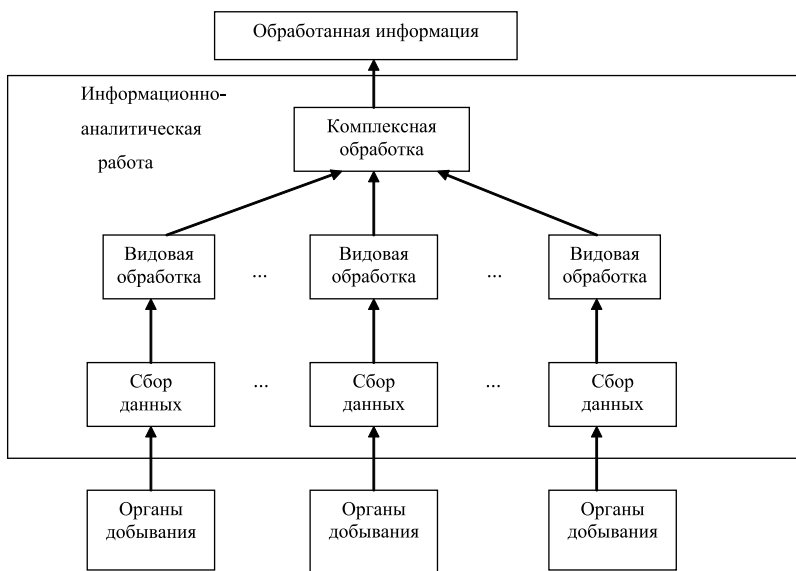 Обработанная информация
Информационно-
аналитическая
работа
Комплексная
обработка
Видовая
обработка
...
Видовая
обработка
...
Видовая
обработка
Сбор
данных
...
Сбор
данных
...
Сбор
данных
Органы
добывания
Органы
добывания
Органы
добывания